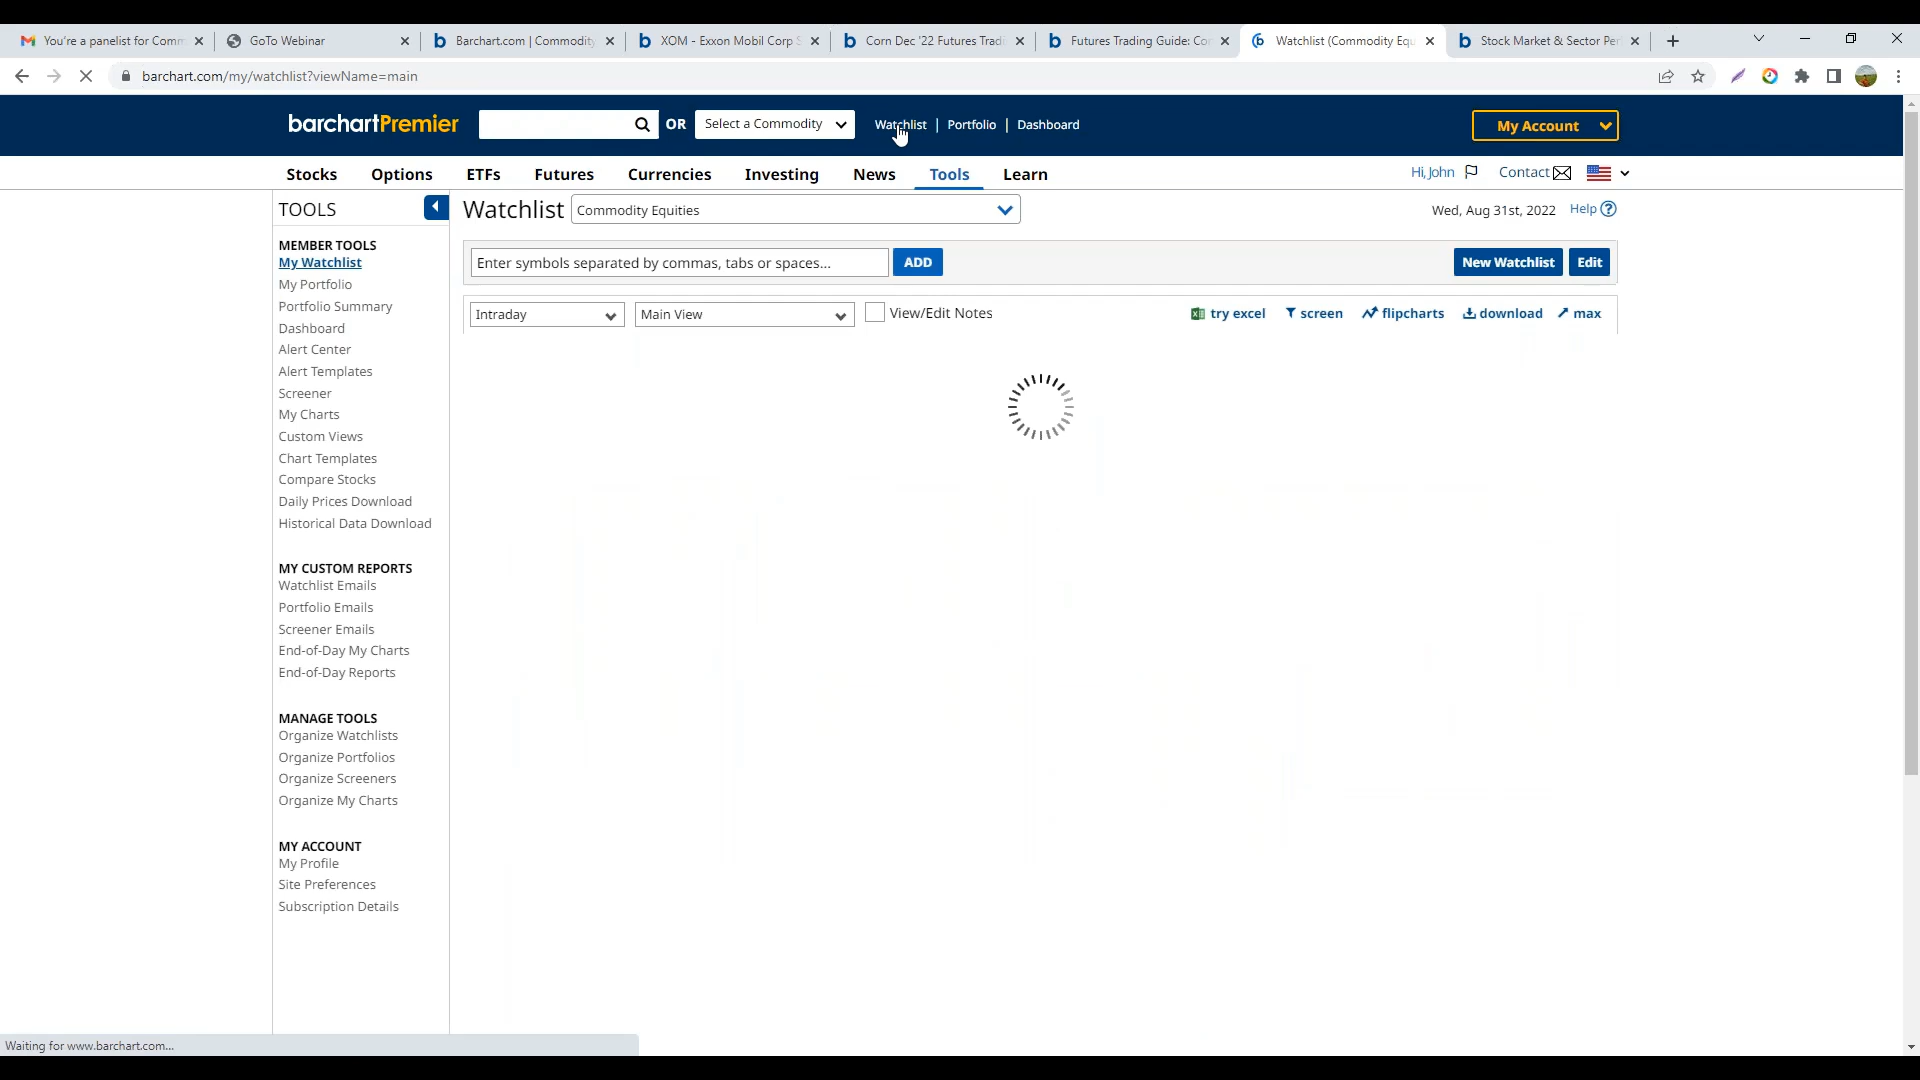 You're a panelist for Comm
GoTo Webinar
Barchart.com | Commodity
XOM - Exxon Mobil Corp S
Corn Dec '22 Futures Tradi
Futures Trading Guide: Co
Watchlist (Commodity Equ
Stock Market & Sector Per
barchart.com/my/watchlist?viewName=main
barchartPremier
OR
Select a Commodity
Watchlist | Portfolio | Dashboard
My Account
Stocks
Options
ETFs
Futures
Currencies
Investing
News
Tools
Learn
Hi, John
Contact
TOOLS
Watchlist
Commodity Equities
Wed, Aug 31st, 2022
Help
MEMBER TOOLS
My Watchlist
My Portfolio
Portfolio Summary
Dashboard
Alert Center
Alert Templates
Screener
My Charts
Custom Views
Chart Templates
Compare Stocks
Daily Prices Download
Historical Data Download
MY CUSTOM REPORTS
Watchlist Emails
Portfolio Emails
Screener Emails
End-of-Day My Charts
End-of-Day Reports
MANAGE TOOLS
Organize Watchlists
Organize Portfolios
Organize Screeners
Organize My Charts
MY ACCOUNT
My Profile
Site Preferences
Subscription Details
Enter symbols separated by commas, tabs or spaces...
ADD
New Watchlist
Edit
Intraday
Main View
View/Edit Notes
try excel
screen
flipcharts
download
max
Waiting for www.barchart.com...